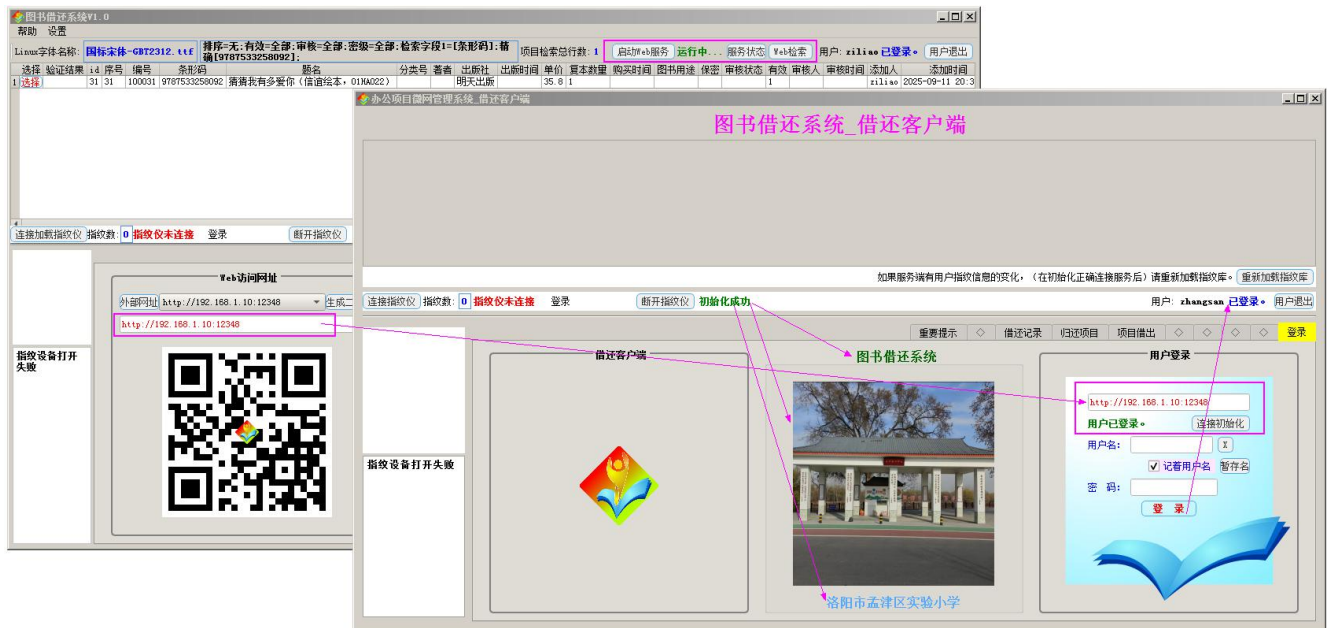 图书借还系统V1.0
帮助 设置
Linux字体名称: 国标宋体-GBT2312.ttf 排序=无;有效=全部;审核=全部;密级=全部;检索字段1=[条形码]:精确[9787533258092]; 项目检索总行数: 1 启动Web服务 运行中... 服务状态 Web检索 用户: ziliao 已登录。 用户退出
选择 验证结果 id 序号 编号 条形码 题名 分类号 著者 出版社 出版时间 单价 复本数量 购买时间 图书用途 保密 审核状态 有效 审核人 审核时间 添加人 添加时间
1 选择 31 31 100031 9787533258092 猜猜我有多爱你(信谊绘本, 01HA022) 明天出版 35.8 1 1 ziliao 2025-09-11 20:3
连接加载指纹仪 指纹数: 0 指纹仪未连接 登录 断开指纹仪
Web访问网址
外部网址 http://192.168.1.10:12348 生成二
http://192.168.1.10:12348
指纹设备打开失败
办公项目微网管理系统_借还客户端
图书借还系统_借还客户端
如果服务端有用户指纹信息的变化,(在初始化正确连接服务后)请重新加载指纹库。 重新加载指纹库
连接指纹仪 指纹数: 0 指纹仪未连接 登录 断开指纹仪 初始化成功 用户: zhangsan 已登录。 用户退出
重要提示 ◇ 借还记录 归还项目 项目借出 ◇ ◇ ◇ ◇ 登录
指纹设备打开失败
借还客户端
图书借还系统
洛阳市孟津区实验小学
用户登录
http://192.168.1.10:12348
用户已登录。 连接初始化
用户名: X
记着用户名 暂存名
密 码:
登 录